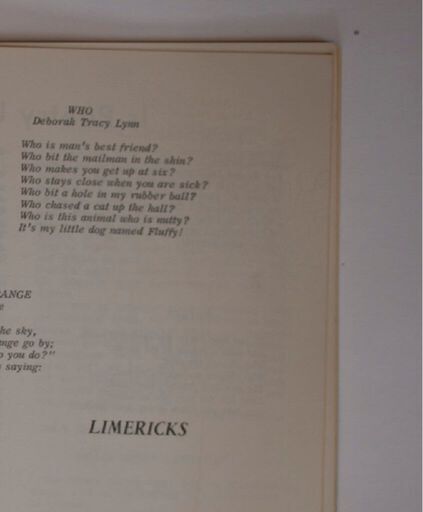 WHO
Deborah Tracy Lynn
Who is man's best friend?
Who bit the mailman in the skin?
Who makes you get up at six?
Who stays close when you are sick?
Who bit a hole in my rubber ball?
Who chased a cat up the hall?
Who is this animal who is nutty?
It's my little dog named Fluffy!
ANGE
he sky,
nge go by;
you do?"
saying:
LIMERICKS